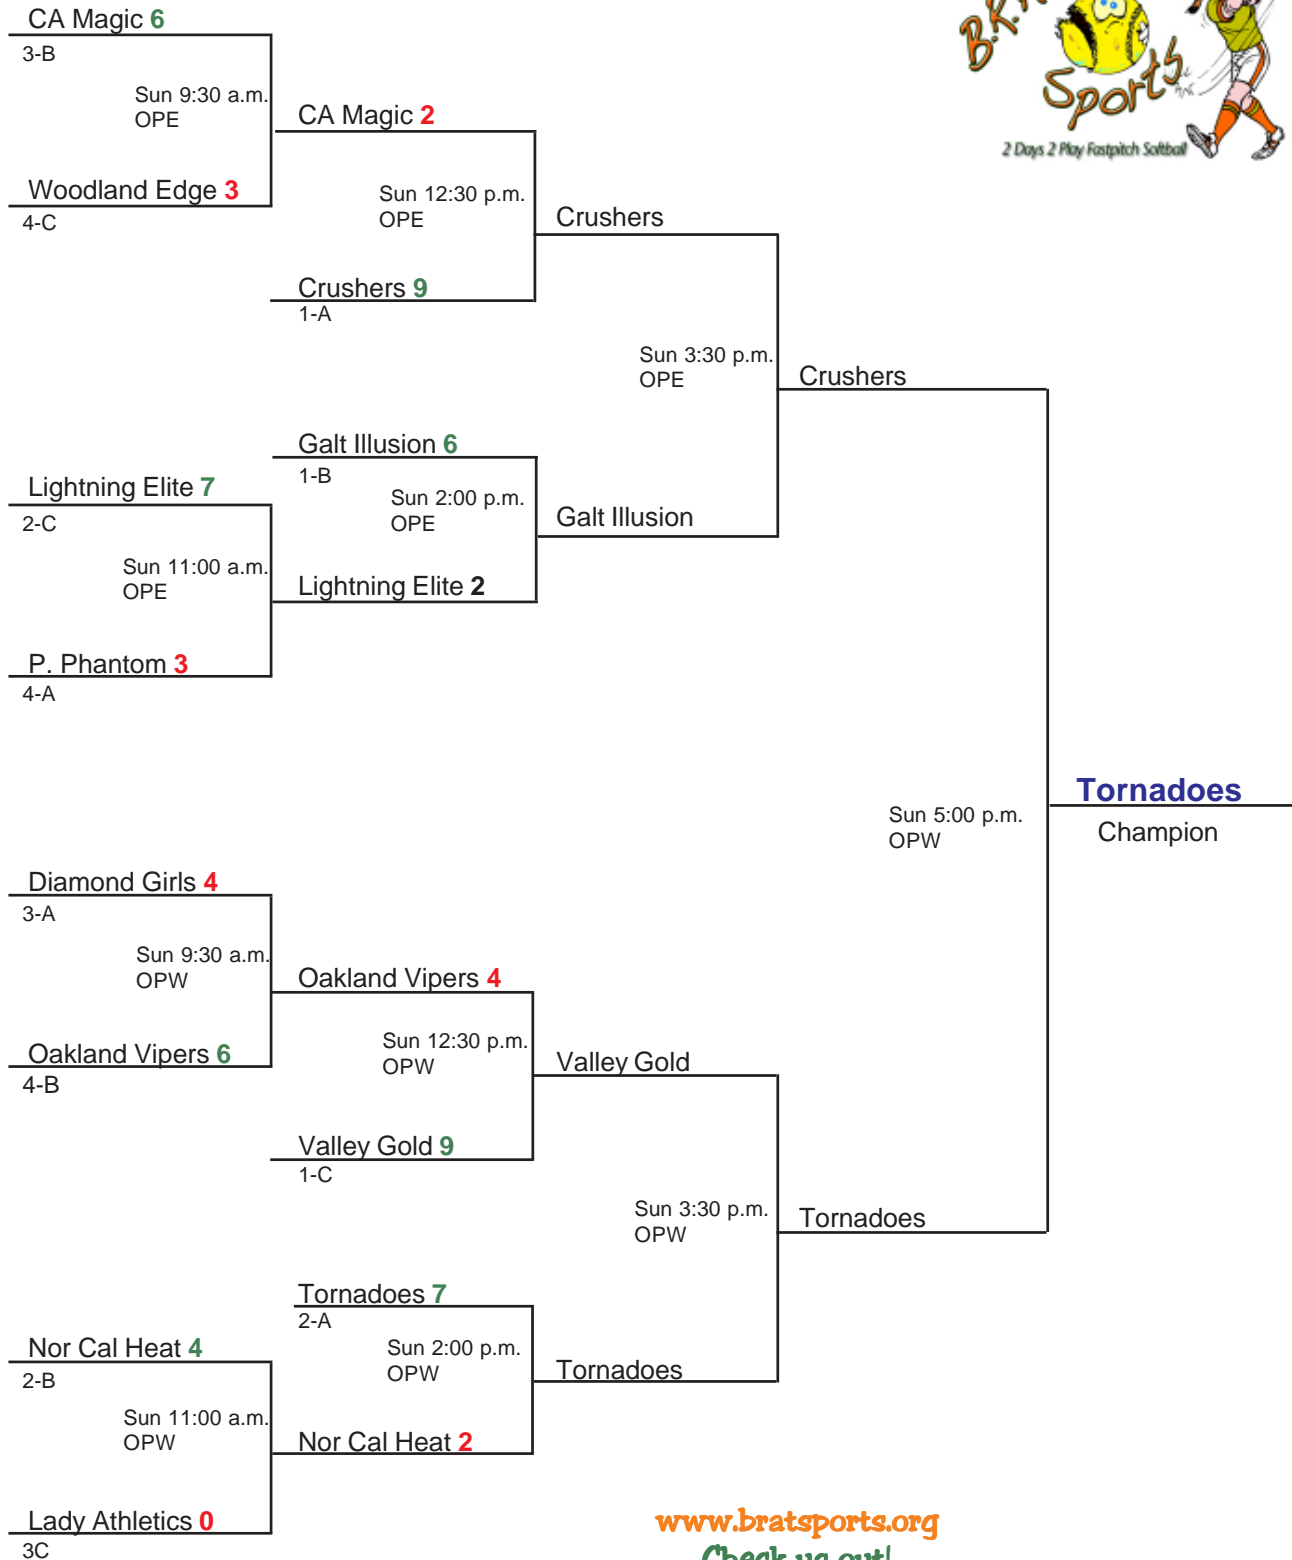 CA Magic 6
3-B
Sun 9:30 a.m.
OPE
Woodland Edge 3
4-C
CA Magic 2
Sun 12:30 p.m.
OPE
Crushers 9
1-A
Crushers
Sports
2 Days 2 Play Fastpitch Softball
Sun 3:30 p.m.
OPE
Crushers
Galt Illusion 6
1-B
Sun 2:00 p.m.
OPE
Galt Illusion
Lightning Elite 7
2-C
Sun 11:00 a.m.
OPE
Lightning Elite 2
P. Phantom 3
4-A
Sun 5:00 p.m.
OPW
Tornadoes
Champion
Diamond Girls 4
3-A
Sun 9:30 a.m.
OPW
Oakland Vipers 4
Oakland Vipers 6
4-B
Sun 12:30 p.m.
OPW
Valley Gold
Valley Gold 9
1-C
Sun 3:30 p.m.
OPW
Tornadoes
Tornadoes 7
2-A
Sun 2:00 p.m.
OPW
Tornadoes
Nor Cal Heat 4
2-B
Sun 11:00 a.m.
OPW
Nor Cal Heat 2
Lady Athletics 0
3C
www.bratsports.org
Check us out!